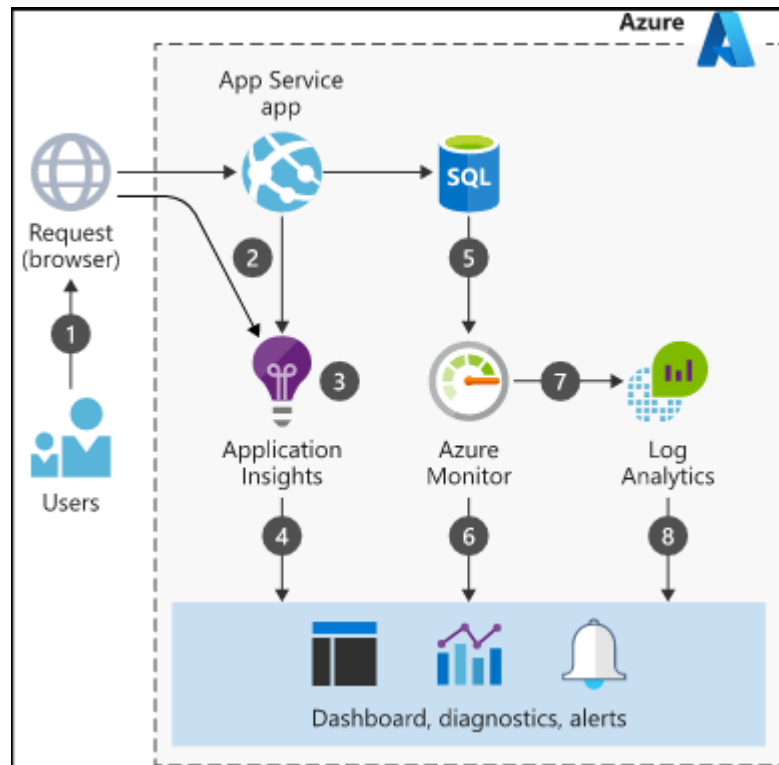 Azure
App Service
app
SQL
Request
(browser)
2
5
1
3
7
Users
Application
Insights
Azure
Monitor
Log
Analytics
4
6
8
Dashboard, diagnostics, alerts